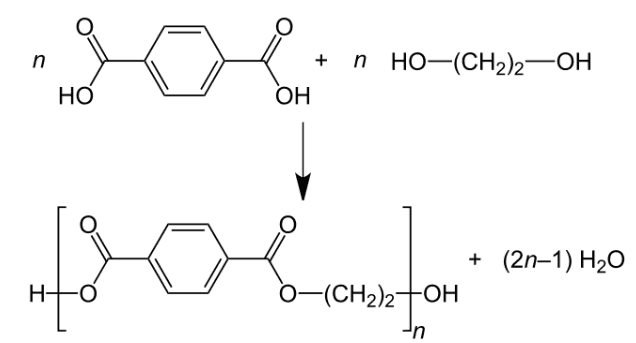 O O
n + n HO—(CH₂)₂—OH
HO OH
O O
+ (2n–1) H₂O
H O O—(CH₂)₂ OH
n